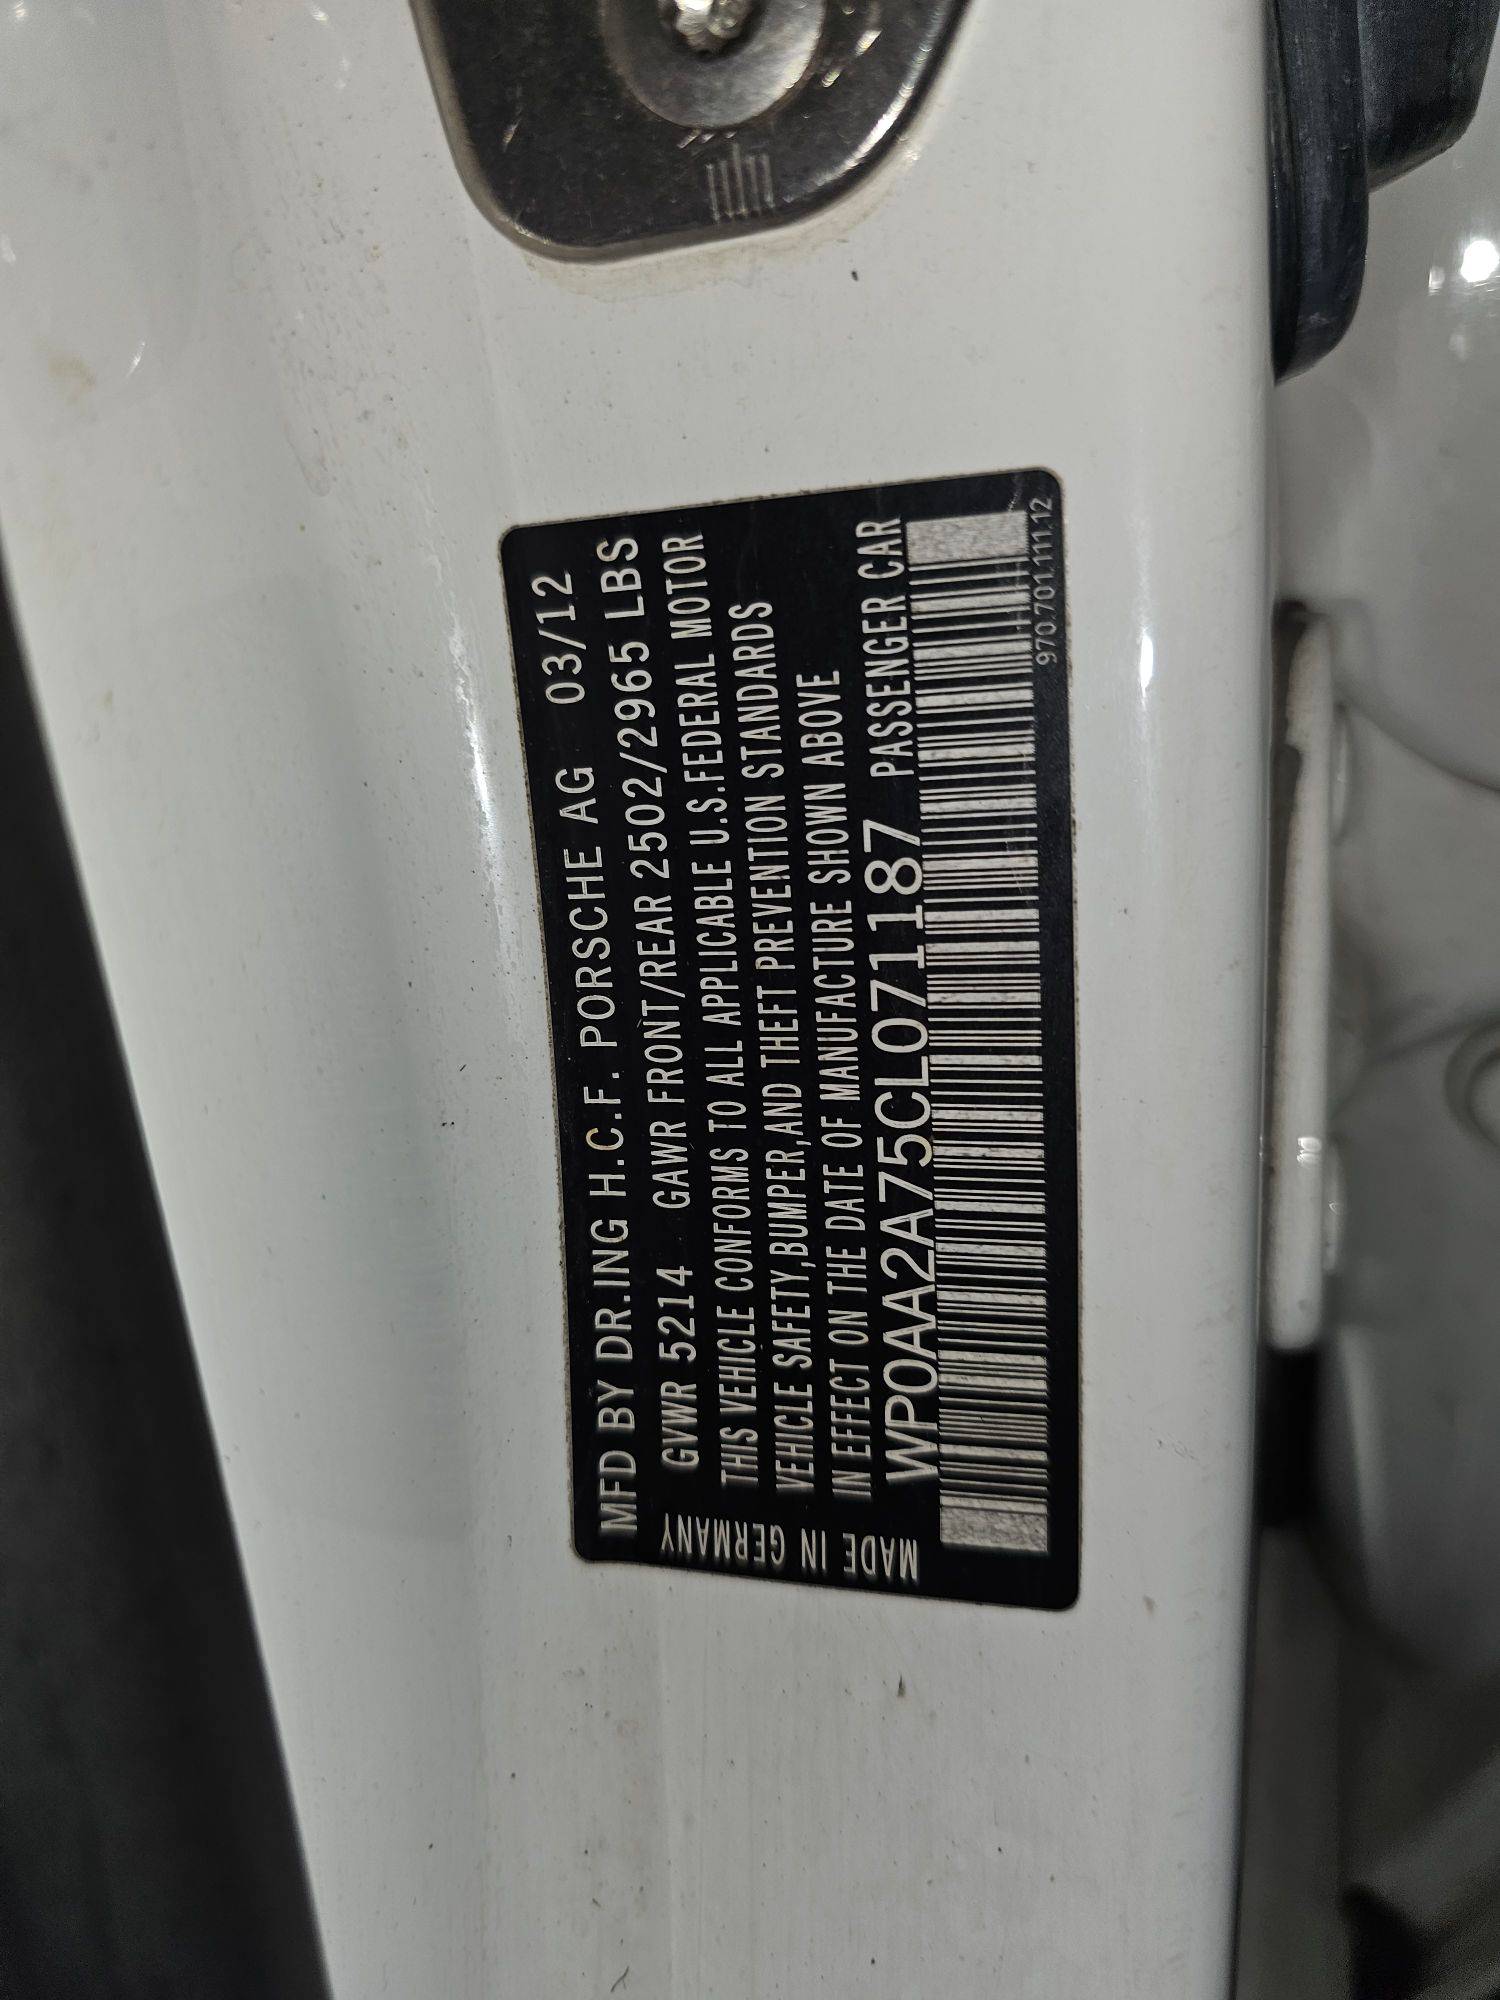 MFD BY DR.ING H.C.F. PORSCHE AG 03/12
GVWR 5214 GAWR FRONT/REAR 2502/2965 LBS
THIS VEHICLE CONFORMS TO ALL APPLICABLE U.S.FEDERAL MOTOR
VEHICLE SAFETY,BUMPER,AND THEFT PREVENTION STANDARDS
IN EFFECT ON THE DATE OF MANUFACTURE SHOWN ABOVE
WP0AA2A75CL071187 PASSENGER CAR
970.701.111.12
MADE IN GERMANY